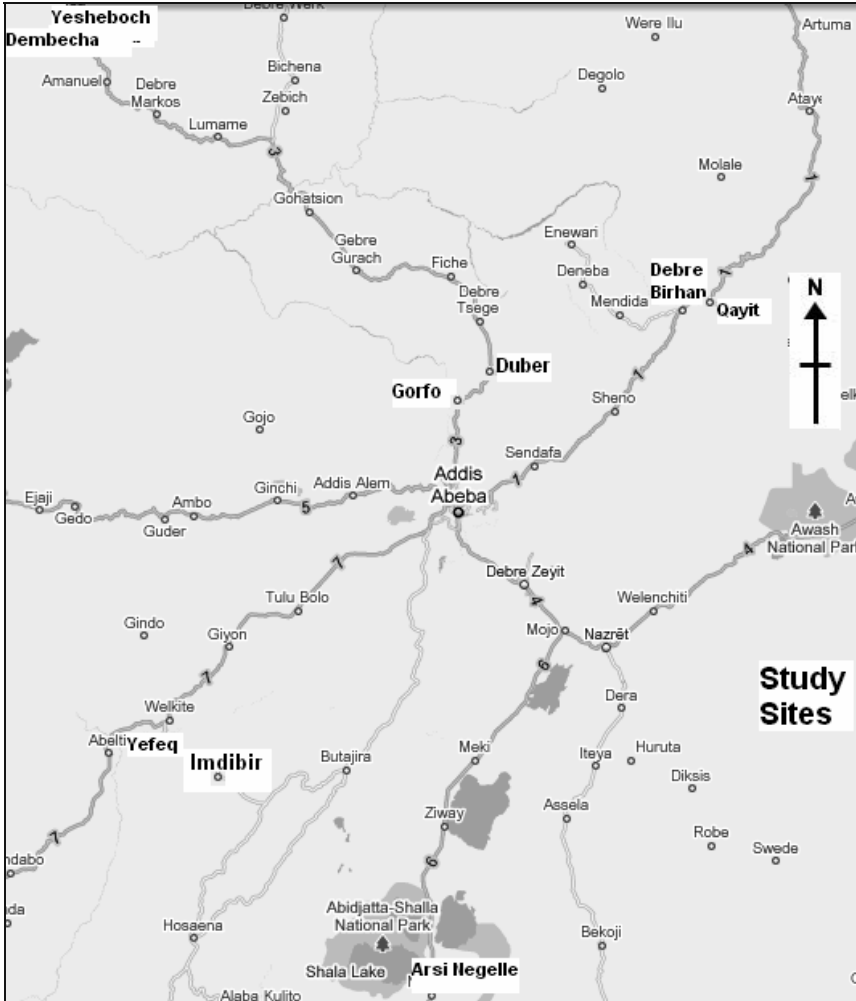 Debre Werk
Yesheboch
Dembecha
Artuma
Were Ilu
Bichena
Degolo
Amanuel
Debre
Markos
Zebich
Ataye
Lumame
3
Molale
1
Gohatsion
Enewari
Gebre
Gurach
Fiche
Deneba
Debre
Birhan
1
N
Debre
Tsege
Mendida
Qayit
Duber
1
Gorfo
Sheno
Gojo
3
Sendafa
Addis
Abeba
1
Ejaji
Gedo
Ambo
Guder
Ginchi
5
Addis Alem
Awash
National Park
4
7
Debre Zeyit
4
Tulu Bolo
Welenchiti
Gindo
Giyon
Mojo
Nazrēt
7
6
Study
Sites
Dera
Welkite
Abelti
Yefeq
Imdibir
Butajira
Meki
Iteya
Huruta
Diksis
Ziway
Assela
7
Robe
Swede
ndabo
6
nda
Abidjatta-Shalla
National Park
Hosaena
Bekoji
Shala Lake
Arsi Negelle
Alaba Kulito